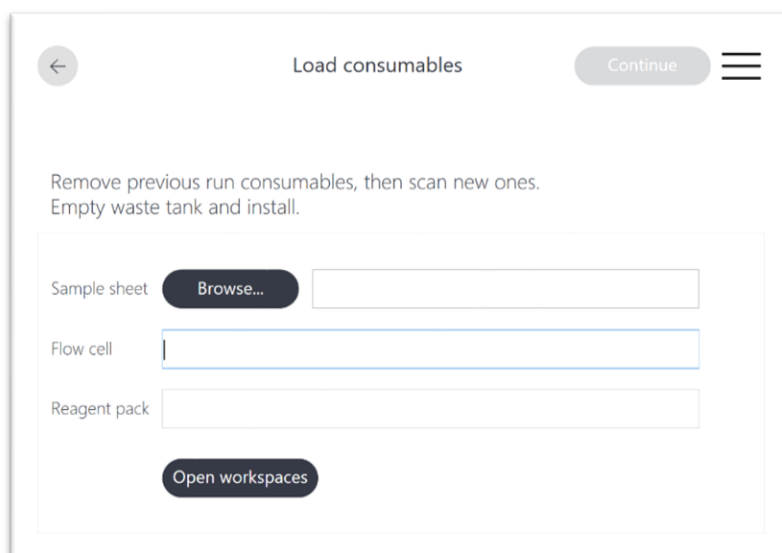 Load consumables
Continue
Remove previous run consumables, then scan new ones.
Empty waste tank and install.
Sample sheet
Browse...
Flow cell
Reagent pack
Open workspaces